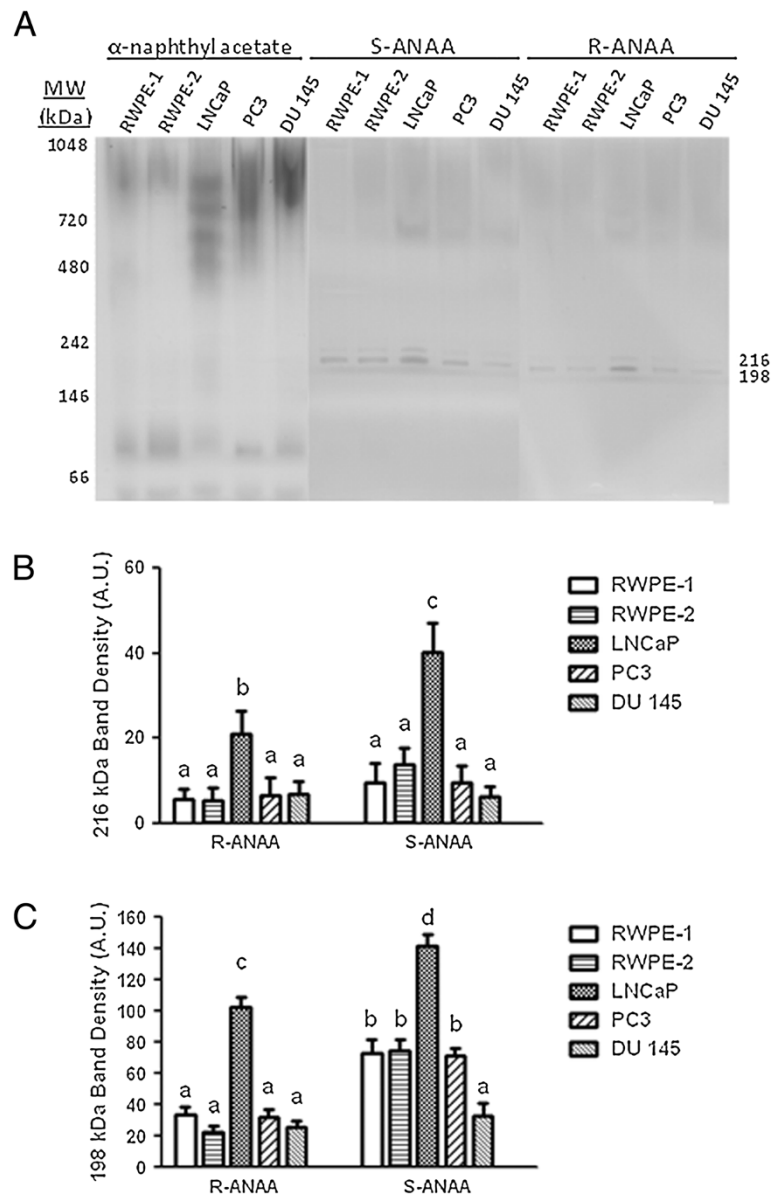 A
α-naphthyl acetate S-ANAA R-ANAA
MW
(kDa)
RWPE-1 RWPE-2 LNCaP PC3 DU 145 RWPE-1 RWPE-2 LNCaP PC3 DU 145 RWPE-1 RWPE-2 LNCaP PC3 DU 145
1048
720
480
242
146
66
216
198
B
216 kDa Band Density (A.U.)
60
40
20
0
a a b a a a a c a a
R-ANAA S-ANAA
RWPE-1
RWPE-2
LNCaP
PC3
DU 145
C
198 kDa Band Density (A.U.)
160
140
120
100
80
60
40
20
0
a a c a a b b d b a
R-ANAA S-ANAA
RWPE-1
RWPE-2
LNCaP
PC3
DU 145